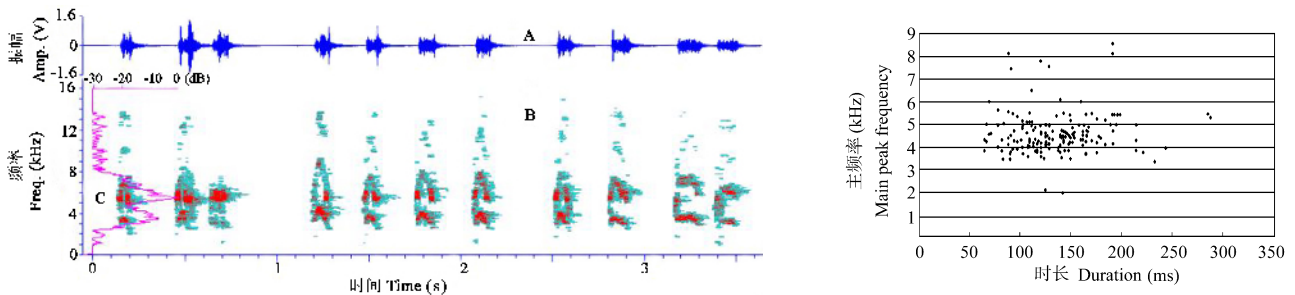 振幅 Amp. (V)
1.6
0
-1.6
A
-30 -20 -10 0 (dB)
频率 Freq. (kHz)
16
12
8
4
0
B
C
0 1 2 3
时间 Time (s)
主频率 (kHz)
Main peak frequency
9
8
7
6
5
4
3
2
1
0 50 100 150 200 250 300 350
时长 Duration (ms)